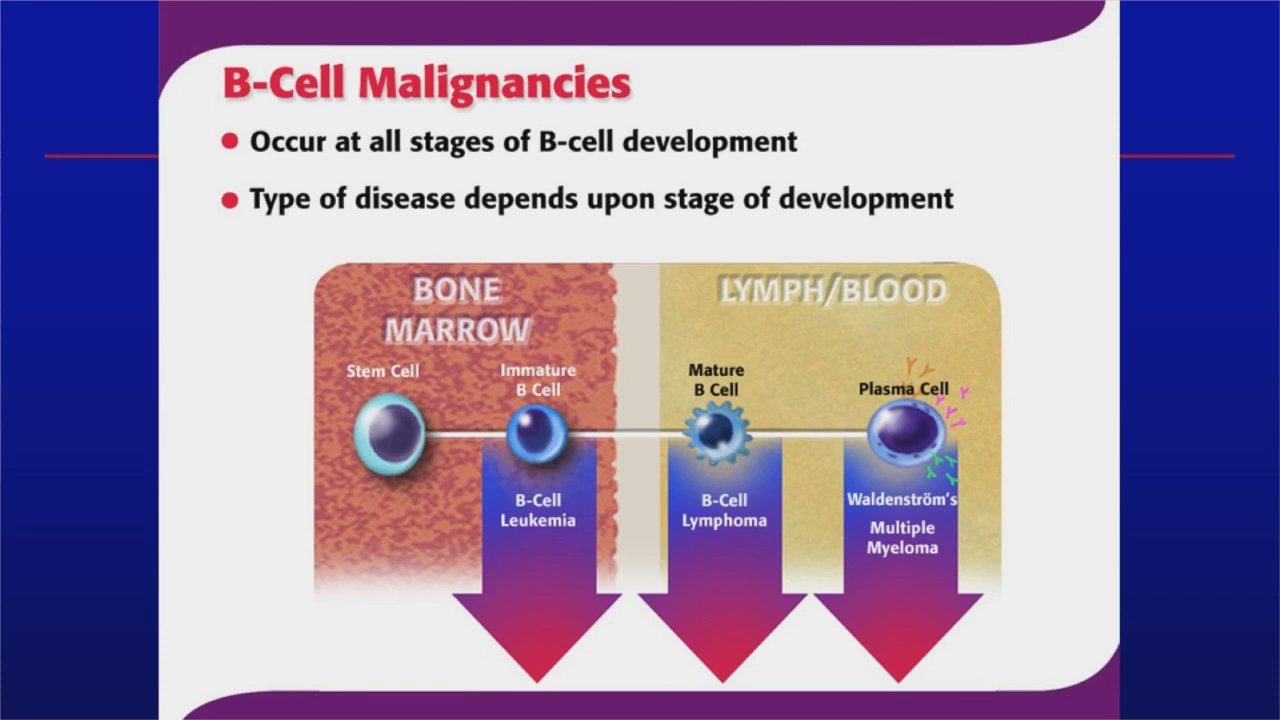 B-Cell Malignancies
Occur at all stages of B-cell development
Type of disease depends upon stage of development
BONE
MARROW
LYMPH/BLOOD
Stem Cell
Immature
B Cell
Mature
B Cell
Plasma Cell
B-Cell
Leukemia
B-Cell
Lymphoma
Waldenström's
Multiple
Myeloma